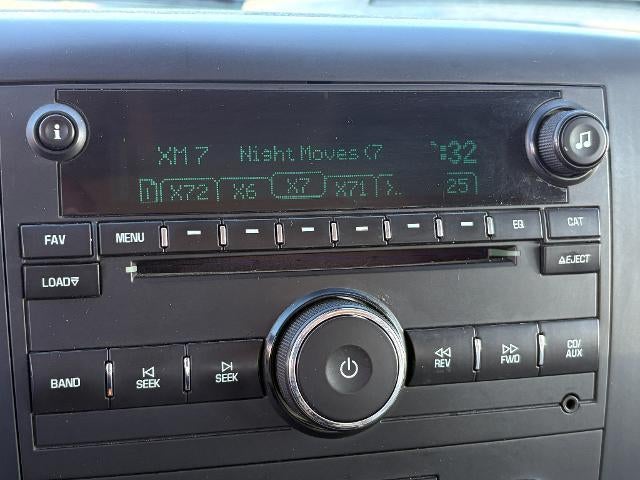 XM 7 Night Moves (7 :32
X72 X6 X7 X71 25
FAV MENU EQ CAT
LOAD EJECT
BAND SEEK SEEK REV FWD CD/
AUX